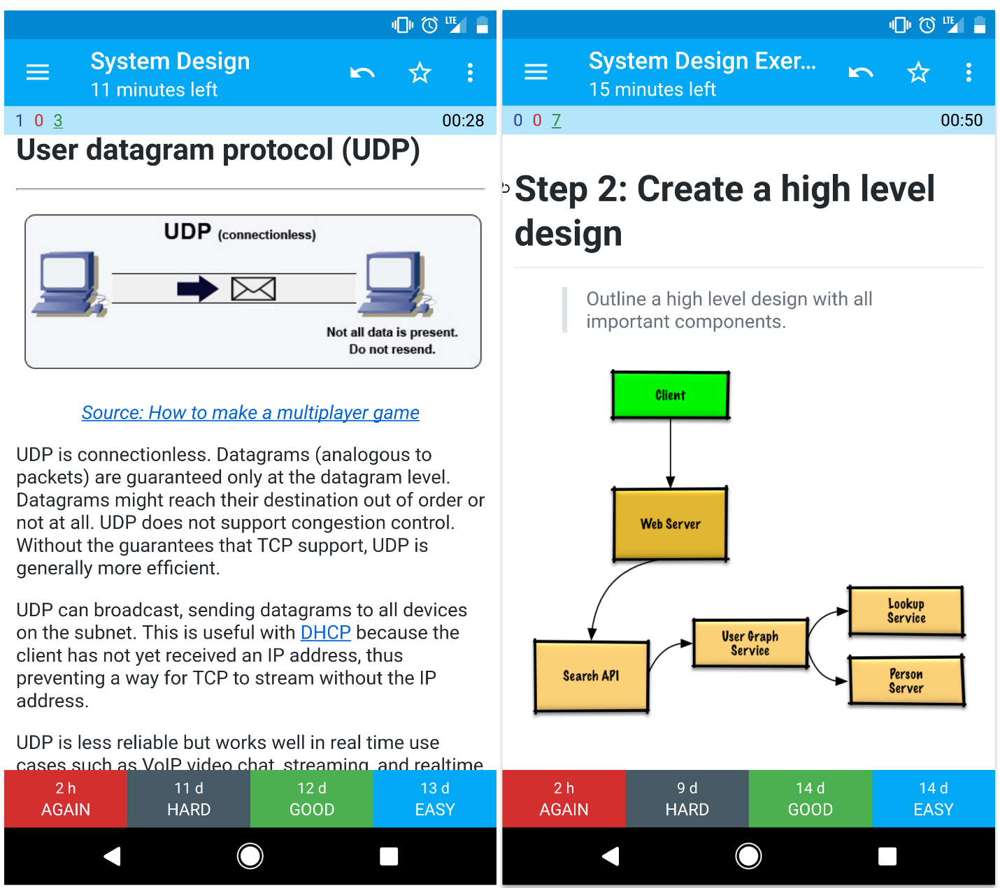 LTE
System Design
11 minutes left
1 0 3
00:28
User datagram protocol (UDP)
UDP (connectionless)
Not all data is present.
Do not resend.
Source: How to make a multiplayer game
UDP is connectionless. Datagrams (analogous to
packets) are guaranteed only at the datagram level.
Datagrams might reach their destination out of order or
not at all. UDP does not support congestion control.
Without the guarantees that TCP support, UDP is
generally more efficient.
UDP can broadcast, sending datagrams to all devices
on the subnet. This is useful with DHCP because the
client has not yet received an IP address, thus
preventing a way for TCP to stream without the IP
address.
UDP is less reliable but works well in real time use
cases such as VoIP, video chat, streaming, and realtime
2 h
AGAIN
11 d
HARD
12 d
GOOD
13 d
EASY
LTE
System Design Exer...
15 minutes left
0 0 7
00:50
Step 2: Create a high level
design
Outline a high level design with all
important components.
Client
Web Server
Search API
User Graph
Service
Lookup
Service
Person
Server
2 h
AGAIN
9 d
HARD
14 d
GOOD
14 d
EASY